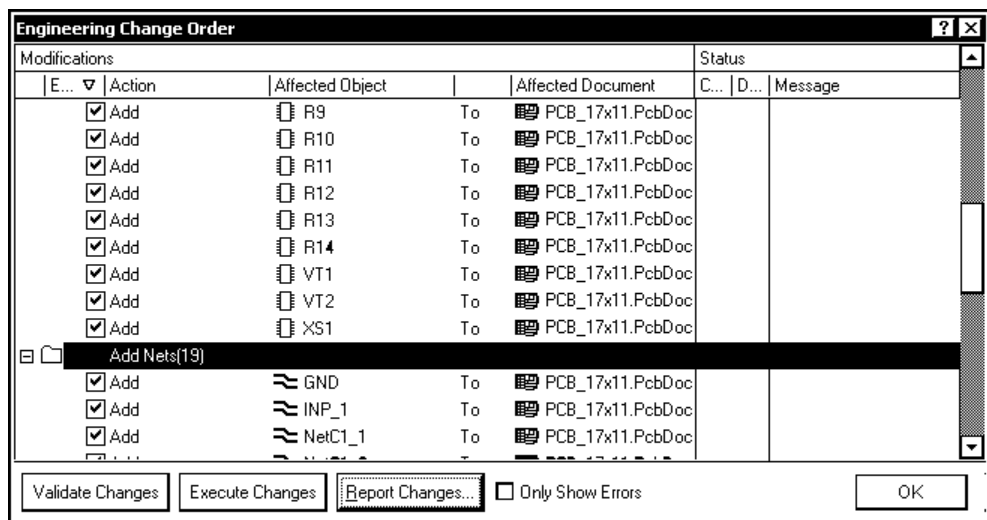 Engineering Change Order
Modifications Status
E... Action Affected Object Affected Document C... D... Message
Add R9 To PCB_17x11.PcbDoc
Add R10 To PCB_17x11.PcbDoc
Add R11 To PCB_17x11.PcbDoc
Add R12 To PCB_17x11.PcbDoc
Add R13 To PCB_17x11.PcbDoc
Add R14 To PCB_17x11.PcbDoc
Add VT1 To PCB_17x11.PcbDoc
Add VT2 To PCB_17x11.PcbDoc
Add XS1 To PCB_17x11.PcbDoc
Add Nets(19)
Add GND To PCB_17x11.PcbDoc
Add INP_1 To PCB_17x11.PcbDoc
Add NetC1_1 To PCB_17x11.PcbDoc
Validate Changes Execute Changes Report Changes... Only Show Errors OK